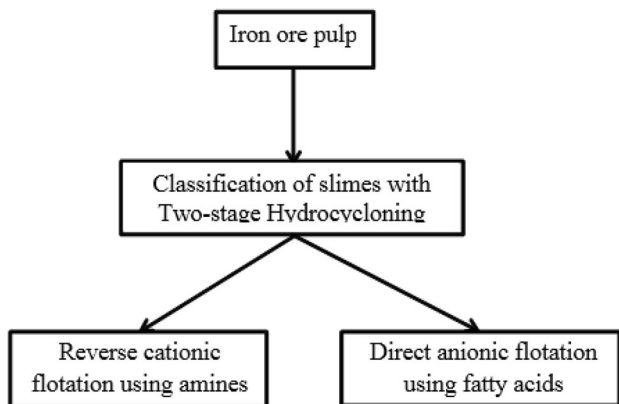 Iron ore pulp
Classification of slimes with
Two-stage Hydrocycloning
Reverse cationic
flotation using amines
Direct anionic flotation
using fatty acids